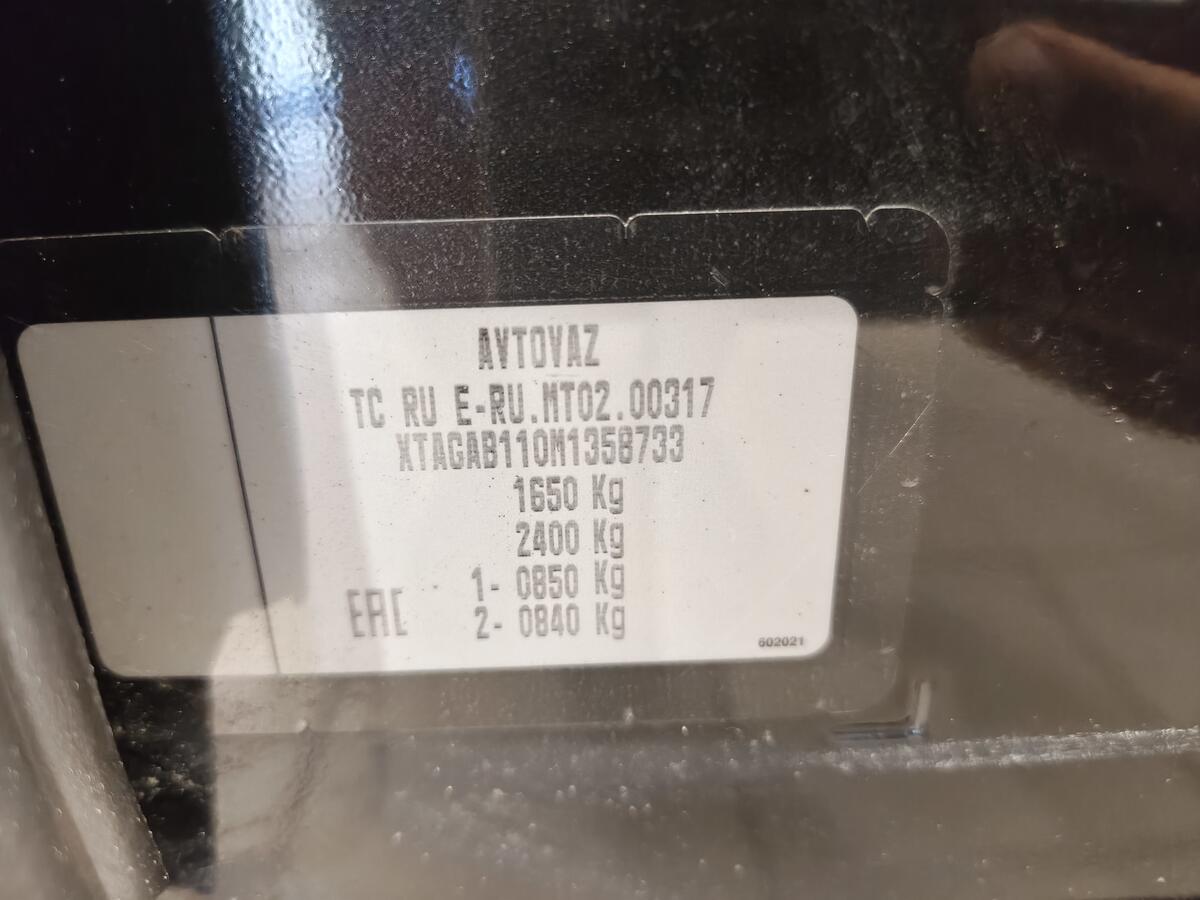 AVTOVAZ
TC RU E-RU.MT02.00317
XTAGAB110M1358733
1650 Kg
2400 Kg
1- 0850 Kg
EAC 2- 0840 Kg
602021